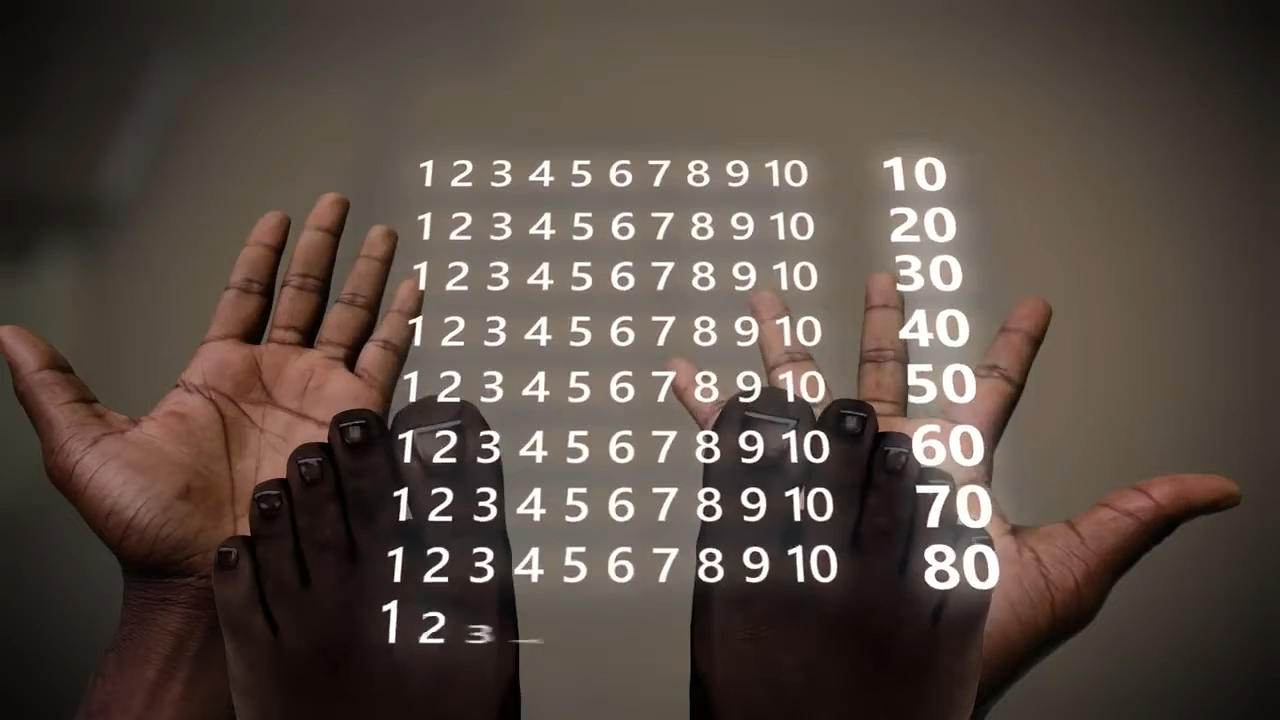 1 2 3 4 5 6 7 8 9 10 10
1 2 3 4 5 6 7 8 9 10 20
1 2 3 4 5 6 7 8 9 10 30
1 2 3 4 5 6 7 8 9 10 40
1 2 3 4 5 6 7 8 9 10 50
1 2 3 4 5 6 7 8 9 10 60
1 2 3 4 5 6 7 8 9 10 70
1 2 3 4 5 6 7 8 9 10 80
1 2 3